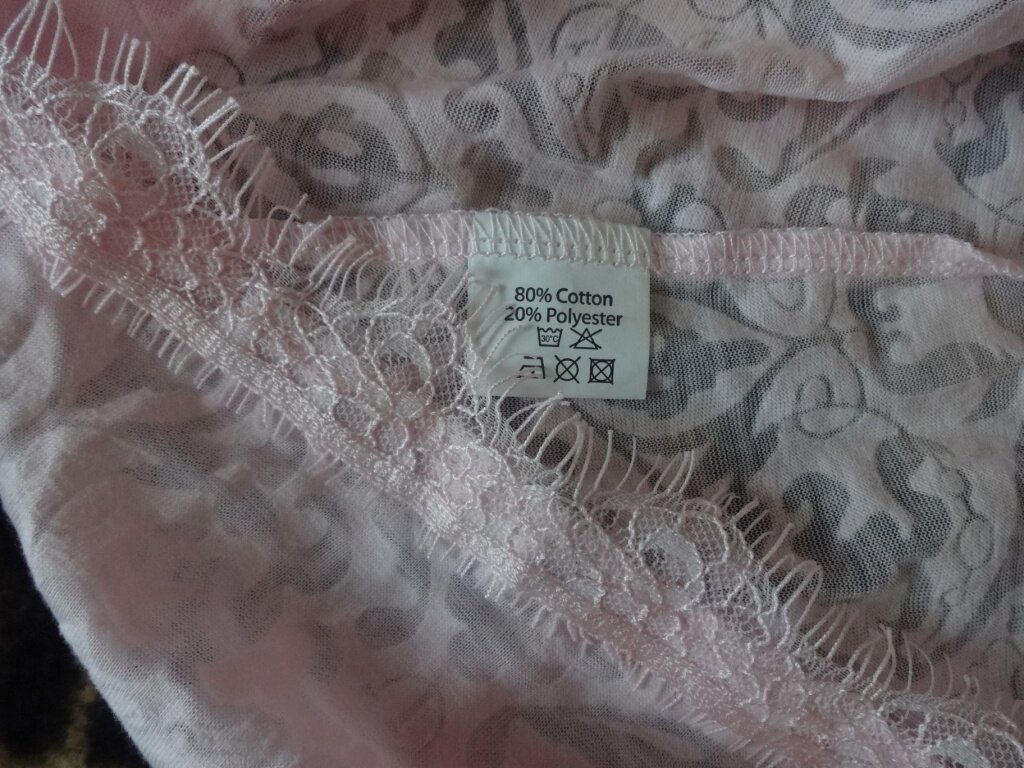 80% Cotton
20% Polyester
30°C